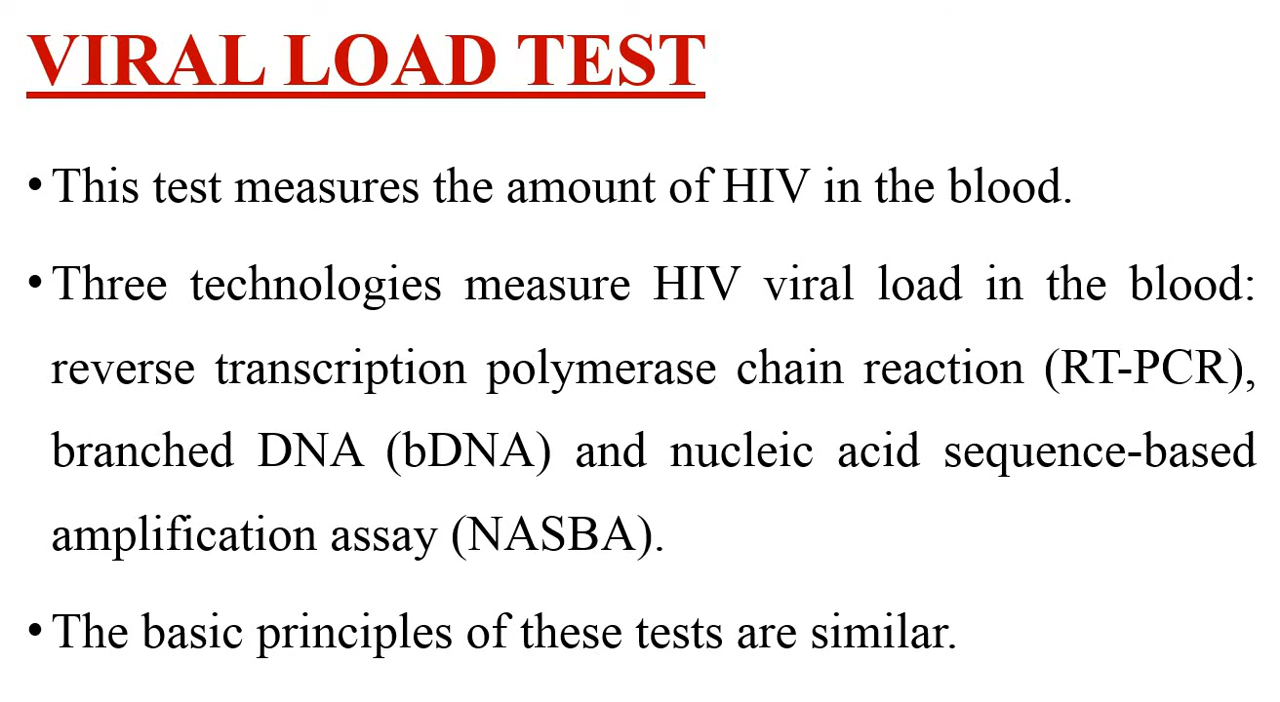 VIRAL LOAD TEST
• This test measures the amount of HIV in the blood.
• Three technologies measure HIV viral load in the blood:
reverse transcription polymerase chain reaction (RT-PCR),
branched DNA (bDNA) and nucleic acid sequence-based
amplification assay (NASBA).
• The basic principles of these tests are similar.